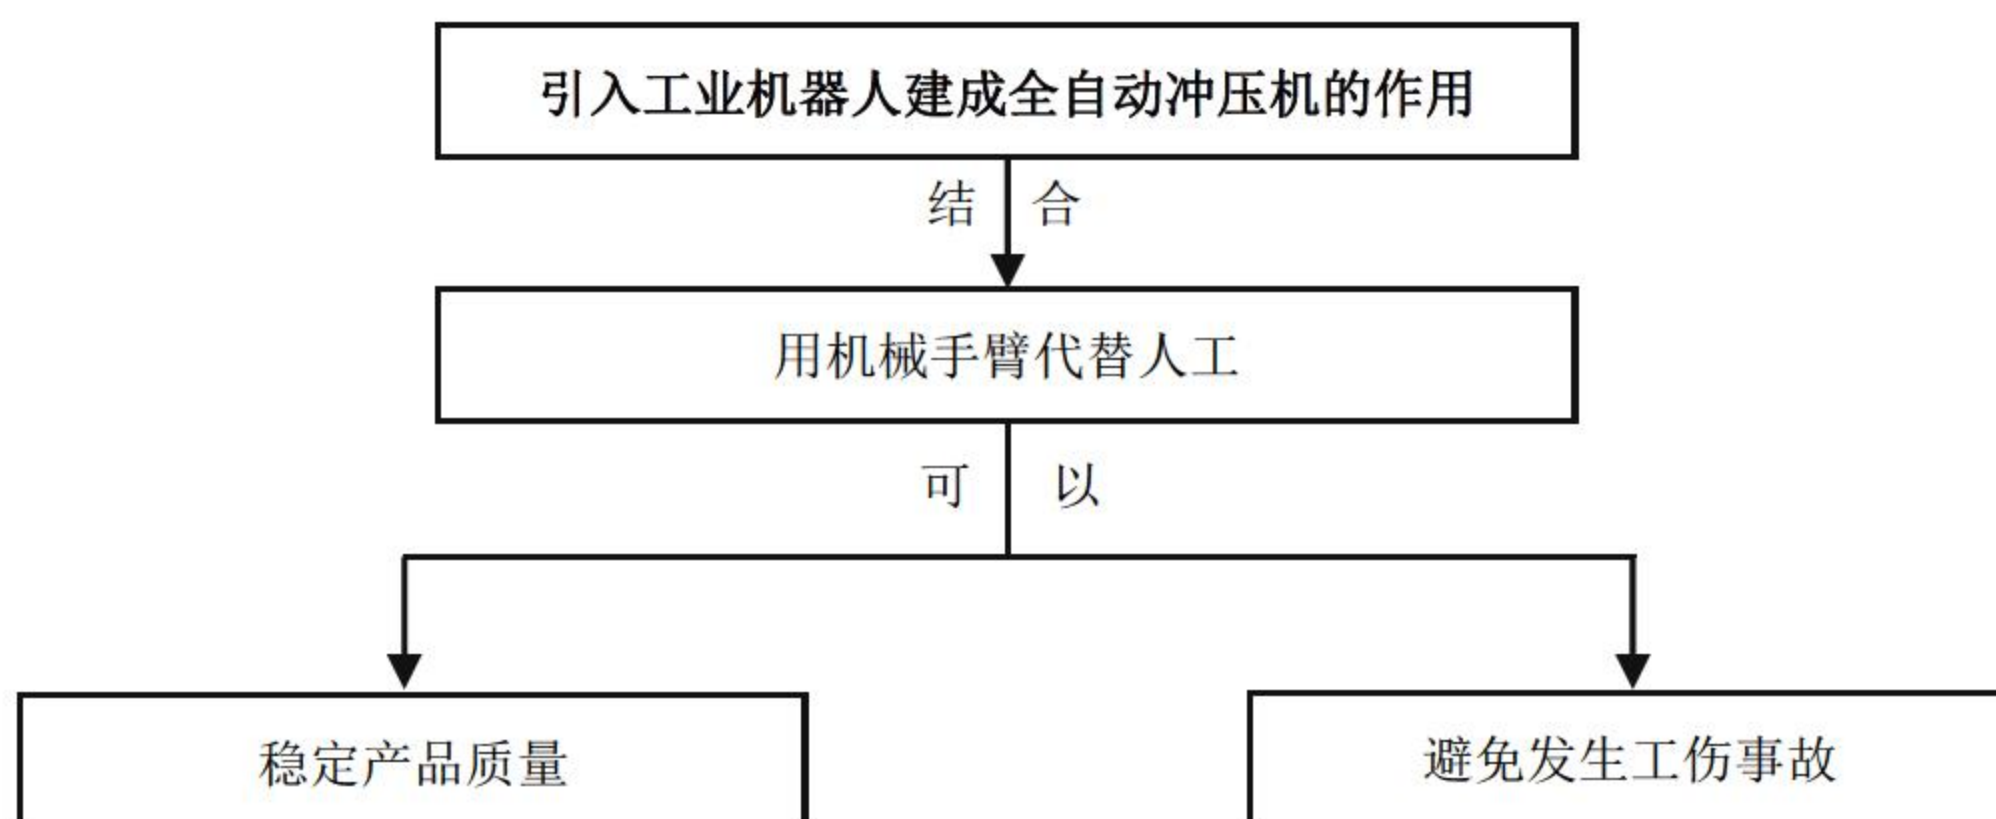 引入工业机器人建成全自动冲压机的作用
结 合
用机械手臂代替人工
可 以
稳定产品质量
避免发生工伤事故